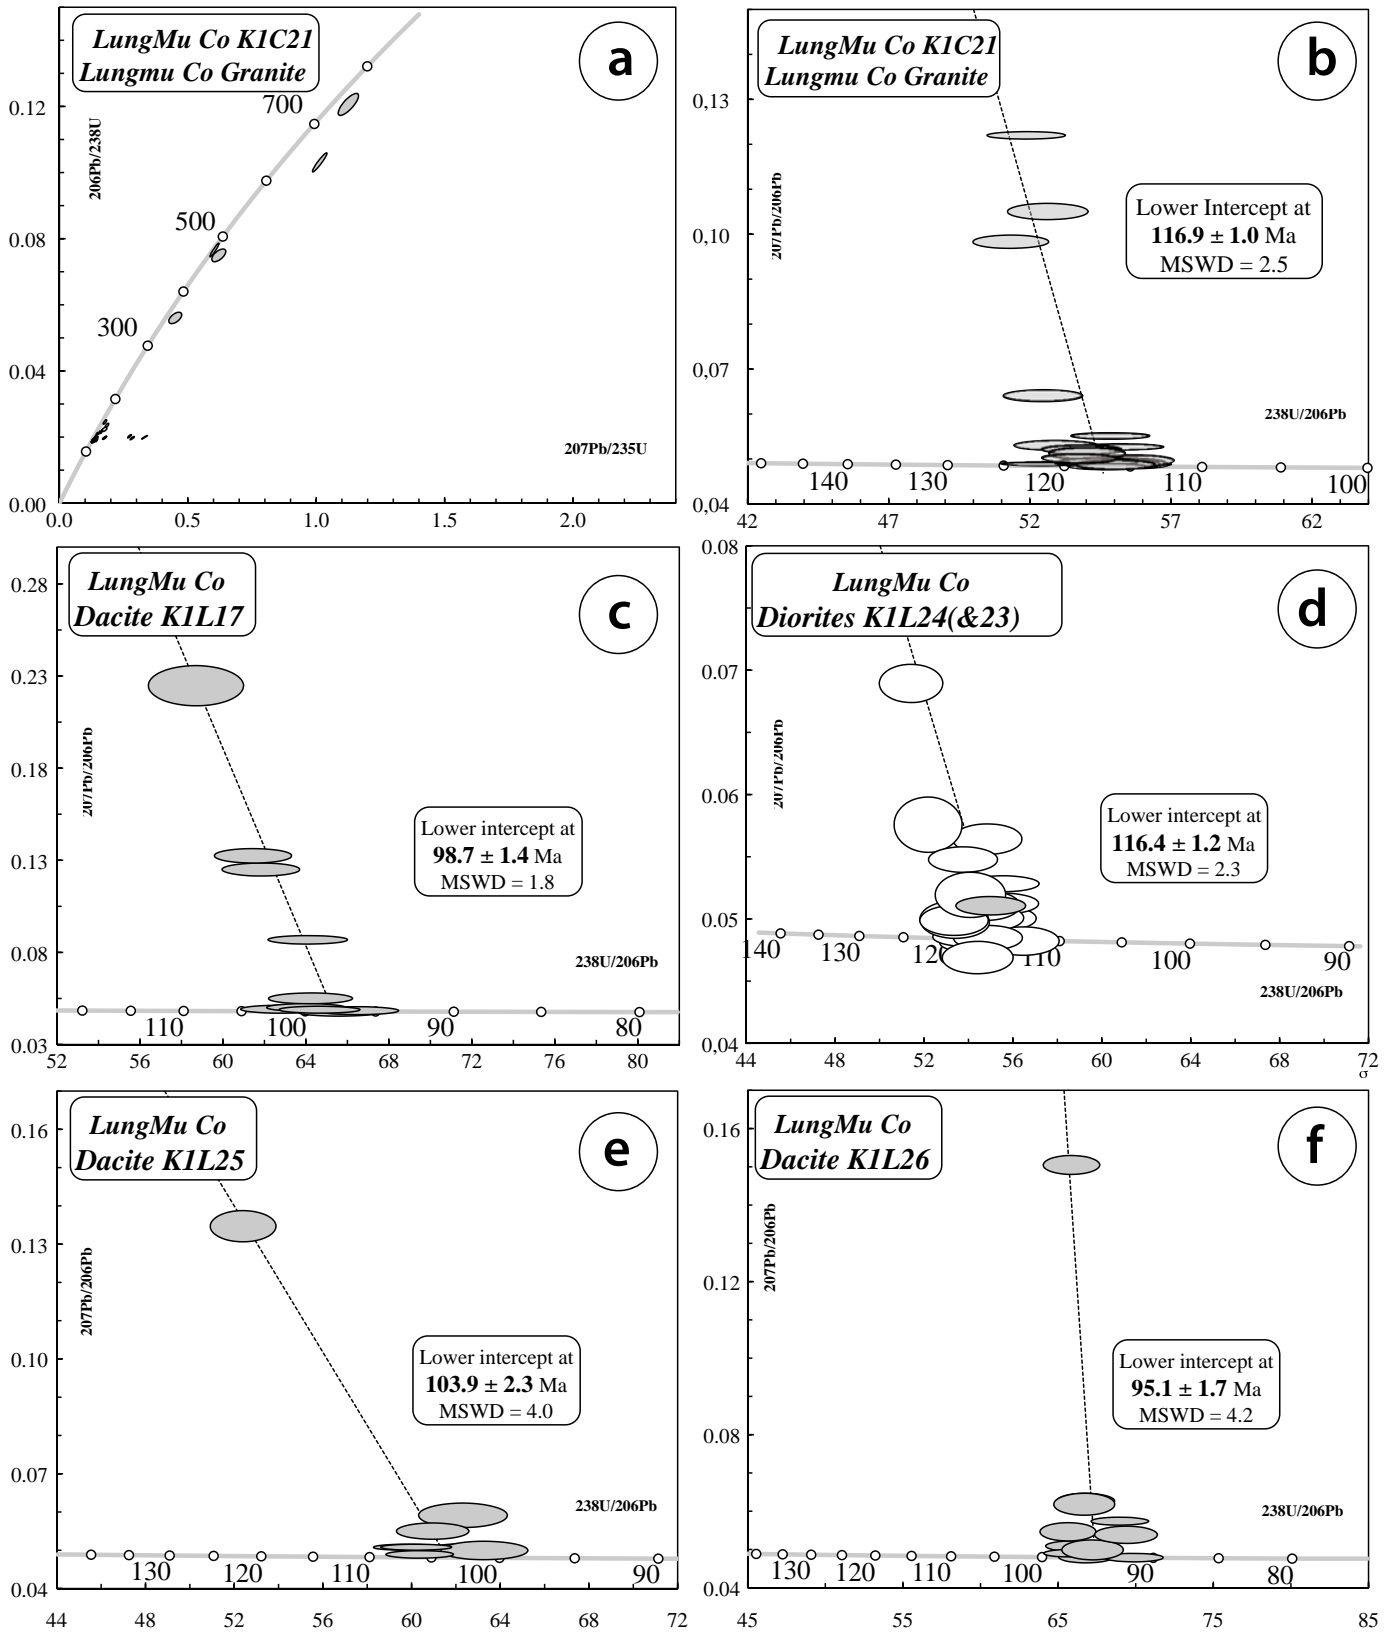 LungMu Co K1C21
Lungmu Co Granite
a
700
500
300
206Pb/238U
207Pb/235U
0.12
0.08
0.04
0.00
0.0
0.5
1.0
1.5
2.0
LungMu Co K1C21
Lungmu Co Granite
b
0,13
0,10
0,07
0,04
207Pb/206Pb
Lower Intercept at
116.9 ± 1.0 Ma
MSWD = 2.5
238U/206Pb
140
130
120
110
100
42
47
52
57
62
LungMu Co
Dacite K1L17
c
0.28
0.23
0.18
0.13
0.08
0.03
207Pb/206Pb
Lower intercept at
98.7 ± 1.4 Ma
MSWD = 1.8
238U/206Pb
110
100
90
80
52
56
60
64
68
72
76
80
LungMu Co
Diorites K1L24(&23)
d
0.08
0.07
0.06
0.05
0,04
207Pb/206Pb
Lower intercept at
116.4 ± 1.2 Ma
MSWD = 2.3
140
130
120
110
100
90
238U/206Pb
44
48
52
56
60
64
68
72
σ
LungMu Co
Dacite K1L25
e
0.16
0.13
0.10
0.07
0.04
207Pb/206Pb
Lower intercept at
103.9 ± 2.3 Ma
MSWD = 4.0
238U/206Pb
130
120
110
100
90
44
48
52
56
60
64
68
72
LungMu Co
Dacite K1L26
f
0.16
0.12
0.08
0.04
207Pb/206Pb
Lower intercept at
95.1 ± 1.7 Ma
MSWD = 4.2
238U/206Pb
130
120
110
100
90
80
45
55
65
75
85